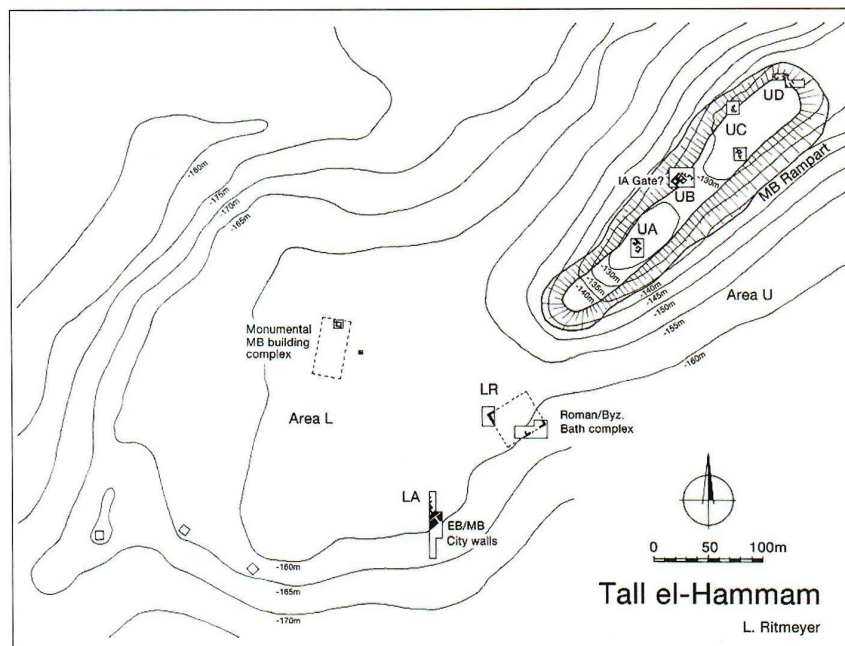 UD
UC
-160m
IA Gate?
-130m
MB Rampart
UB
-175m
-170m
-165m
UA
-130m
-135m
-140m
-140m
-145m
-150m
-155m
Area U
-160m
Monumental
MB building
complex
LR
Area L
Roman/Byz.
Bath complex
LA
EB/MB
City walls
0 50 100m
-160m
-165m
-170m
Tall el-Hammam
L. Ritmeyer